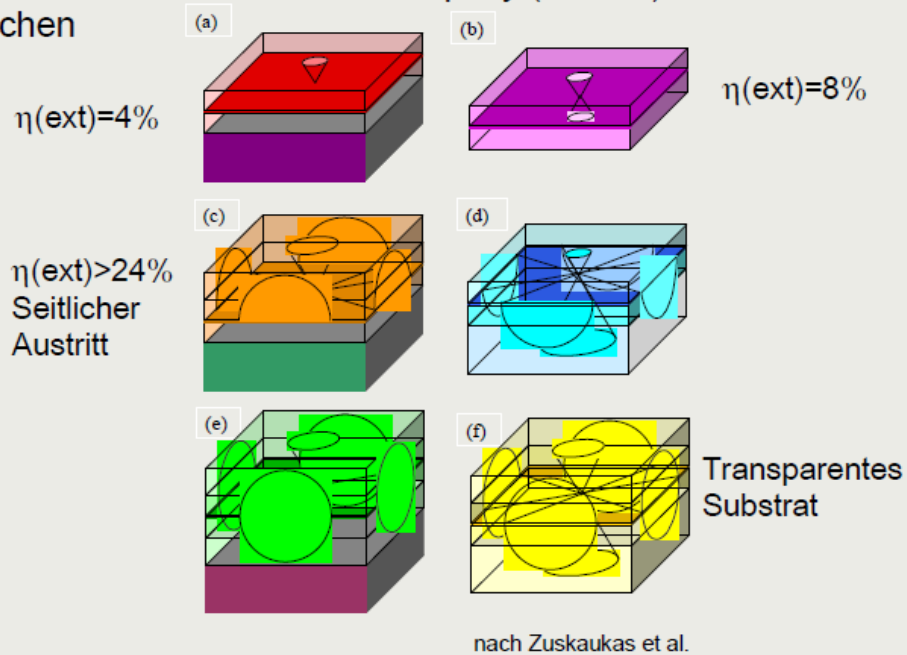 chen
(a)
(b)
η(ext)=4%
η(ext)=8%
(c)
(d)
η(ext)>24%
Seitlicher
Austritt
(e)
(f)
Transparentes
Substrat
nach Zuskaukas et al.